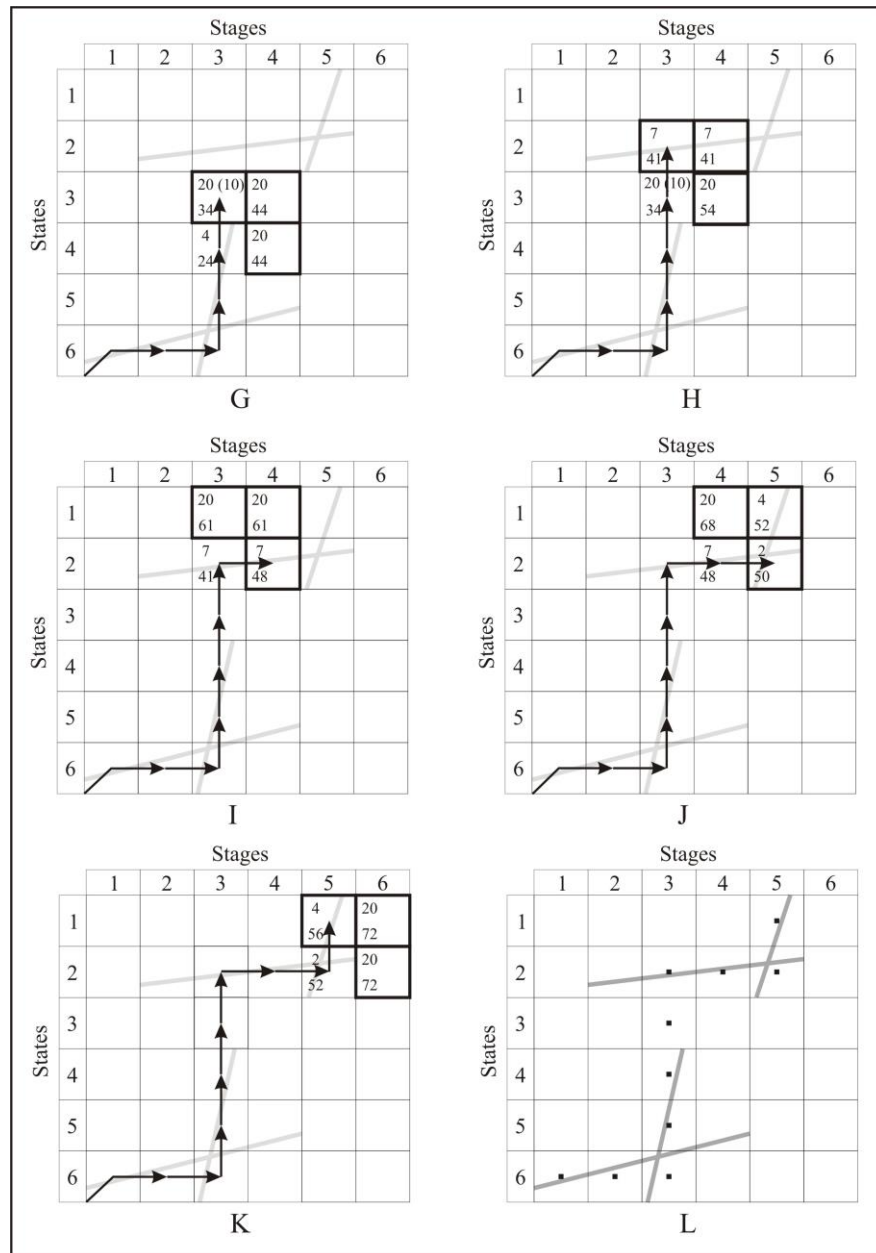 Stages
1 2 3 4 5 6
States
1
2
3 20 (10) 20
34 44
4 4 20
24 44
5
6
G
Stages
1 2 3 4 5 6
States
1
2 7 7
41 41
3 20 (10) 20
34 54
4
5
6
H
Stages
1 2 3 4 5 6
States
1 20 20
61 61
2 7 7
41 48
3
4
5
6
I
Stages
1 2 3 4 5 6
States
1 20 4
68 52
2 7 2
48 50
3
4
5
6
J
Stages
1 2 3 4 5 6
States
1 4 20
56 72
2 2 20
52 72
3
4
5
6
K
Stages
1 2 3 4 5 6
States
1
2
3
4
5
6
L